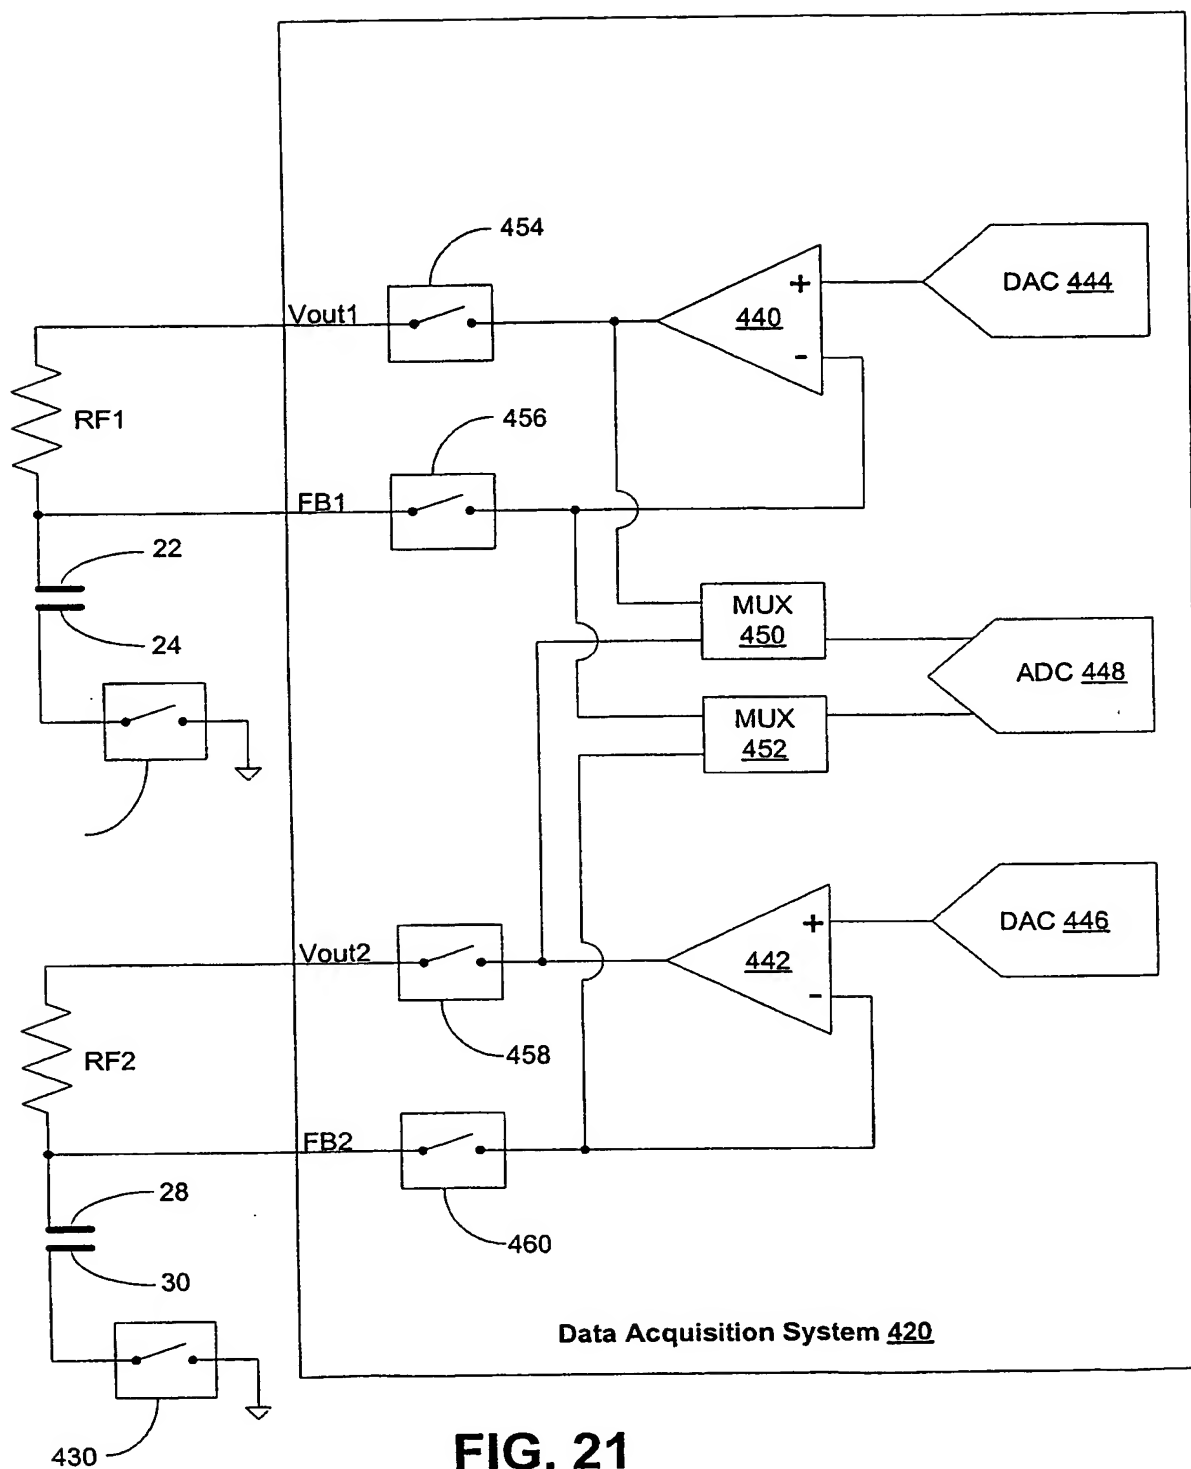 454
Vout1
+
440
-
DAC 444
RF1
456
FB1
22
24
MUX
450
ADC 448
MUX
452
Vout2
+
442
-
DAC 446
458
RF2
FB2
28
30
460
Data Acquisition System 420
430
FIG. 21